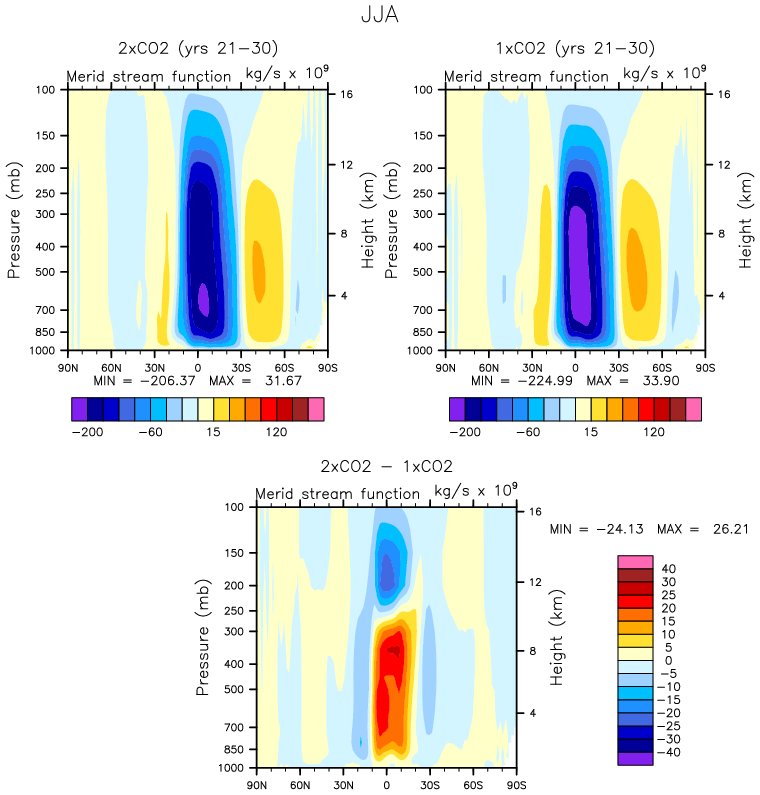 JJA
2xCO2 (yrs 21−30)
1xCO2 (yrs 21−30)
Merid stream function kg/s x 10⁹
Merid stream function kg/s x 10⁹
Pressure (mb)
100
150
200
250
300
400
500
700
850
1000
16
12
8
4
Height (km)
90N 60N 30N 0 30S 60S 90S
MIN = −206.37 MAX = 31.67
−200 −60 15 120
Pressure (mb)
100
150
200
250
300
400
500
700
850
1000
16
12
8
4
Height (km)
90N 60N 30N 0 30S 60S 90S
MIN = −224.99 MAX = 33.90
−200 −60 15 120
2xCO2 − 1xCO2
Merid stream function kg/s x 10⁹
Pressure (mb)
100
150
200
250
300
400
500
700
850
1000
16
12
8
4
Height (km)
90N 60N 30N 0 30S 60S 90S
MIN = −24.13 MAX = 26.21
40
30
25
20
15
10
5
0
−5
−10
−15
−20
−25
−30
−40